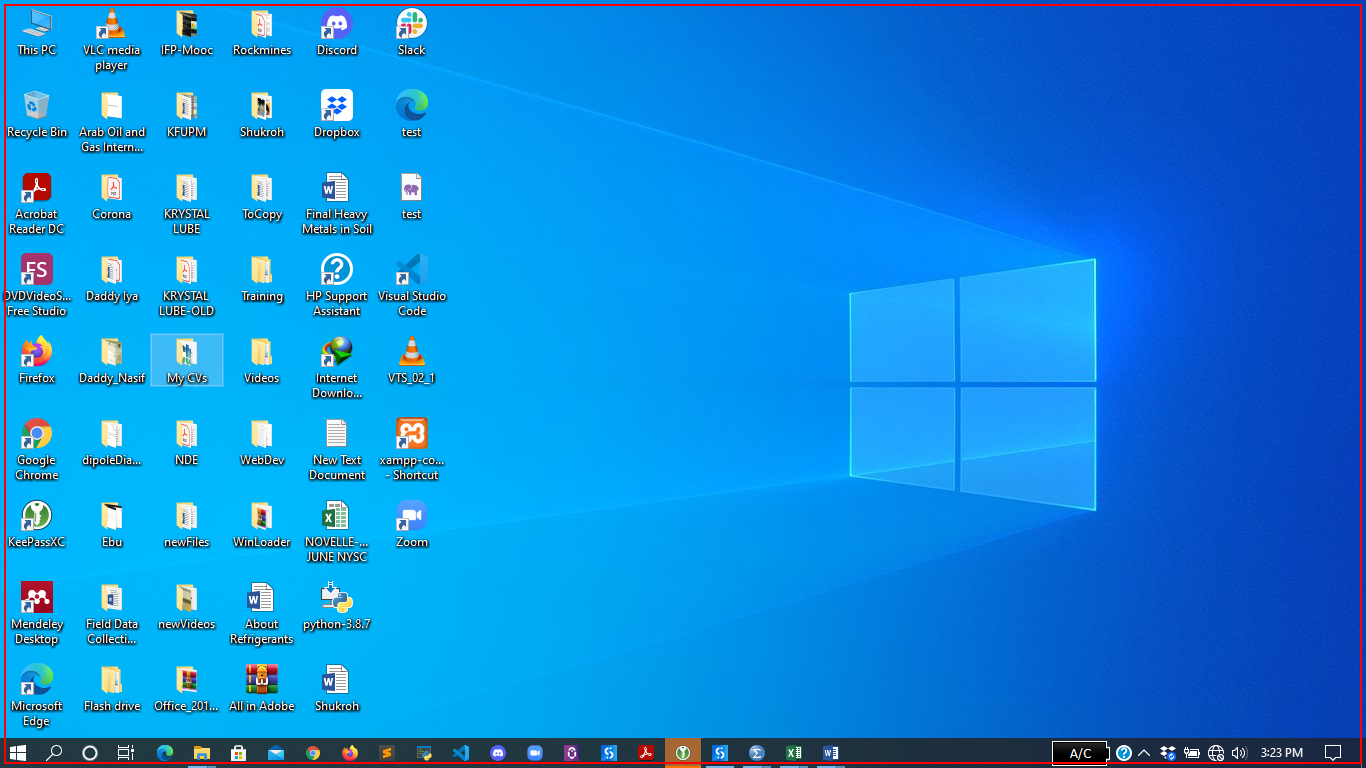 This PC
VLC media
player
IFP-Mooc
Rockmines
Discord
Slack
Recycle Bin
Arab Oil and
Gas Intern...
KFUPM
Shukroh
Dropbox
test
Acrobat
Reader DC
Corona
KRYSTAL
LUBE
ToCopy
Final Heavy
Metals in Soil
test
FS
DVDVideoS...
Free Studio
Daddy Iya
KRYSTAL
LUBE-OLD
Training
HP Support
Assistant
Visual Studio
Code
Firefox
Daddy_Nasif
My CVs
Videos
Internet
Downlo...
VTS_02_1
Google
Chrome
dipoleDia...
NDE
WebDev
New Text
Document
xampp-co...
- Shortcut
KeePassXC
Ebu
newFiles
WinLoader
NOVELLE-...
JUNE NYSC
Zoom
Mendeley
Desktop
Field Data
Collecti...
newVideos
About
Refrigerants
python-3.8.7
Microsoft
Edge
Flash drive
Office_201...
All in Adobe
Shukroh
A/C
3:23 PM